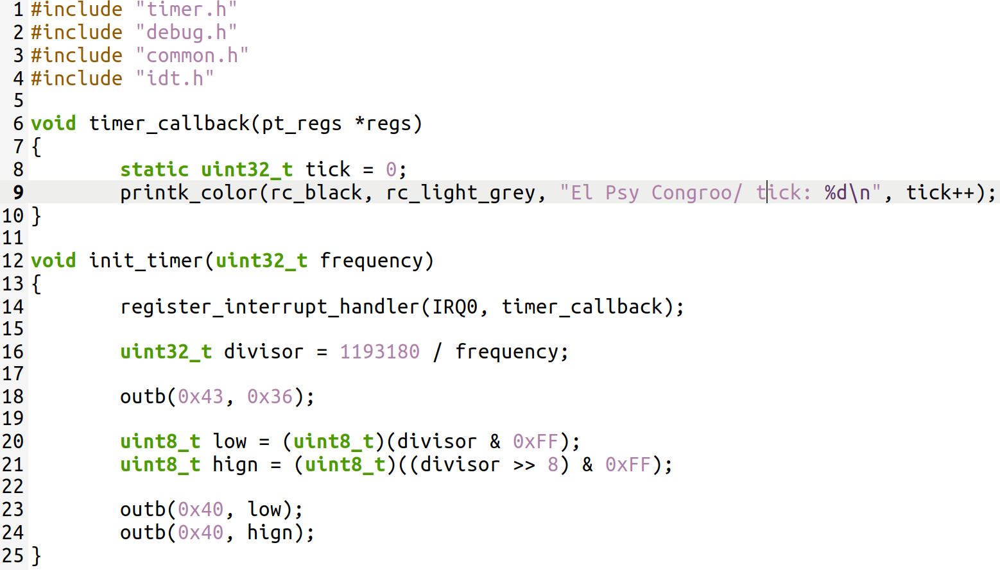 1 #include "timer.h"
2 #include "debug.h"
3 #include "common.h"
4 #include "idt.h"
5
6 void timer_callback(pt_regs *regs)
7 {
8         static uint32_t tick = 0;
9         printk_color(rc_black, rc_light_grey, "El Psy Congroo/ tick: %d\n", tick++);
10 }
11
12 void init_timer(uint32_t frequency)
13 {
14         register_interrupt_handler(IRQ0, timer_callback);
15
16         uint32_t divisor = 1193180 / frequency;
17
18         outb(0x43, 0x36);
19
20         uint8_t low = (uint8_t)(divisor & 0xFF);
21         uint8_t hign = (uint8_t)((divisor >> 8) & 0xFF);
22
23         outb(0x40, low);
24         outb(0x40, hign);
25 }